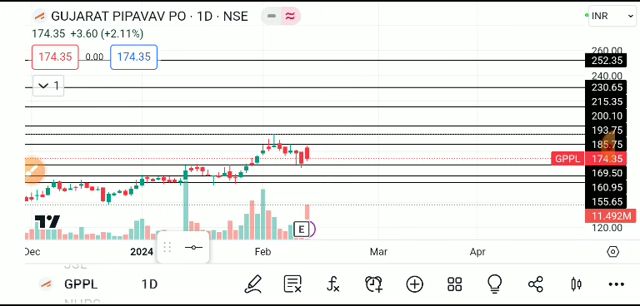 GUJARAT PIPAVAV PO · 1D · NSE
INR
174.35 +3.60 (+2.11%)
174.35 0.00 174.35
1
260.00
252.35
240.00
230.65
215.35
200.10
193.75
185.75
GPPL 174.35
169.50
160.95
155.65
11.492M
120.00
E
Dec 2024 Feb Mar Apr
GPPL 1D